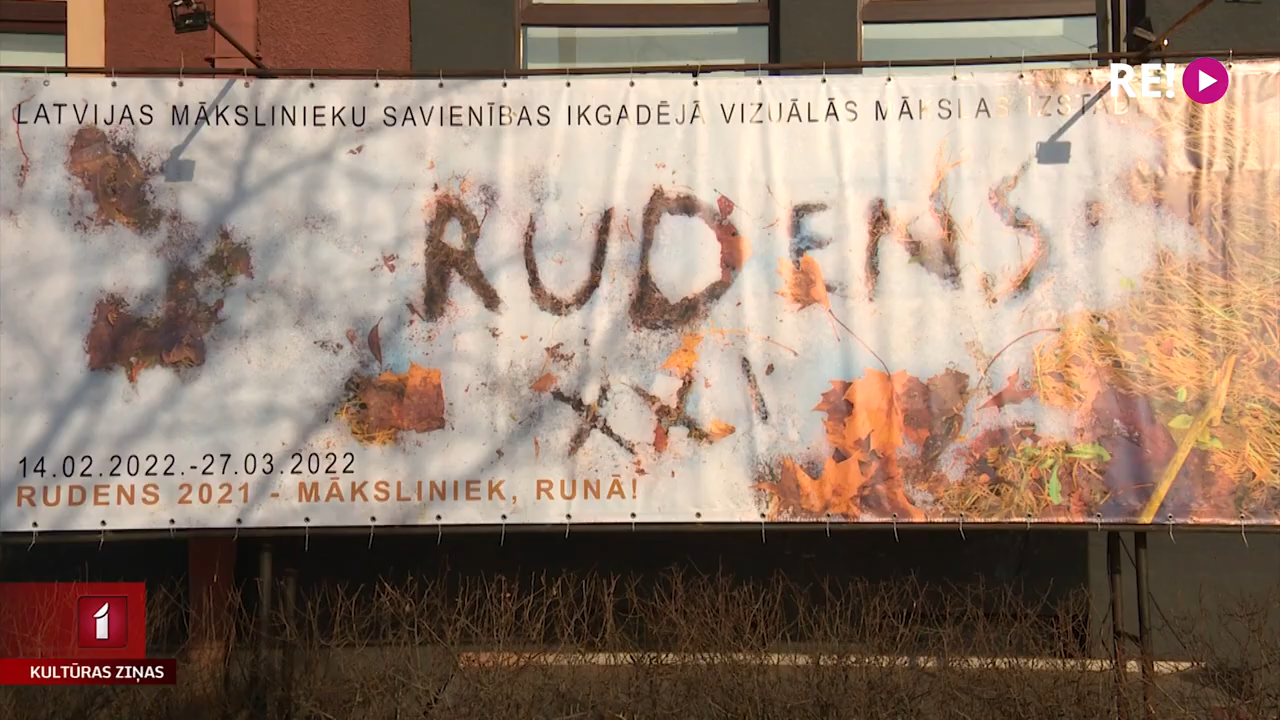 RE!
LATVIJAS MĀKSLINIEKU SAVIENĪBAS IKGADĒJĀ VIZUĀLĀS MĀKSLAS
RUDENS
XXI
14.02.2022.-27.03.2022
RUDENS 2021 - MĀKSLINIEK, RUNĀ!
1
KULTŪRAS ZIŅAS